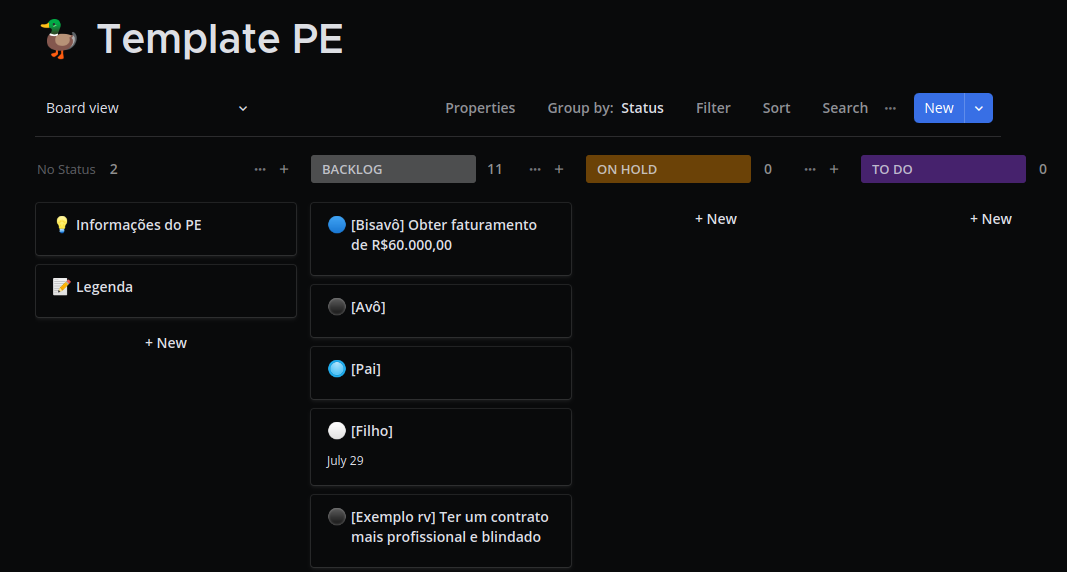 Template PE
Board view
Properties
Group by: Status
Filter
Sort
Search
New
No Status 2
BACKLOG 11
ON HOLD 0
TO DO 0
Informações do PE
Legenda
+ New
[Bisavô] Obter faturamento
de R$60.000,00
[Avô]
[Pai]
[Filho]
July 29
[Exemplo rv] Ter um contrato
mais profissional e blindado
+ New
+ New